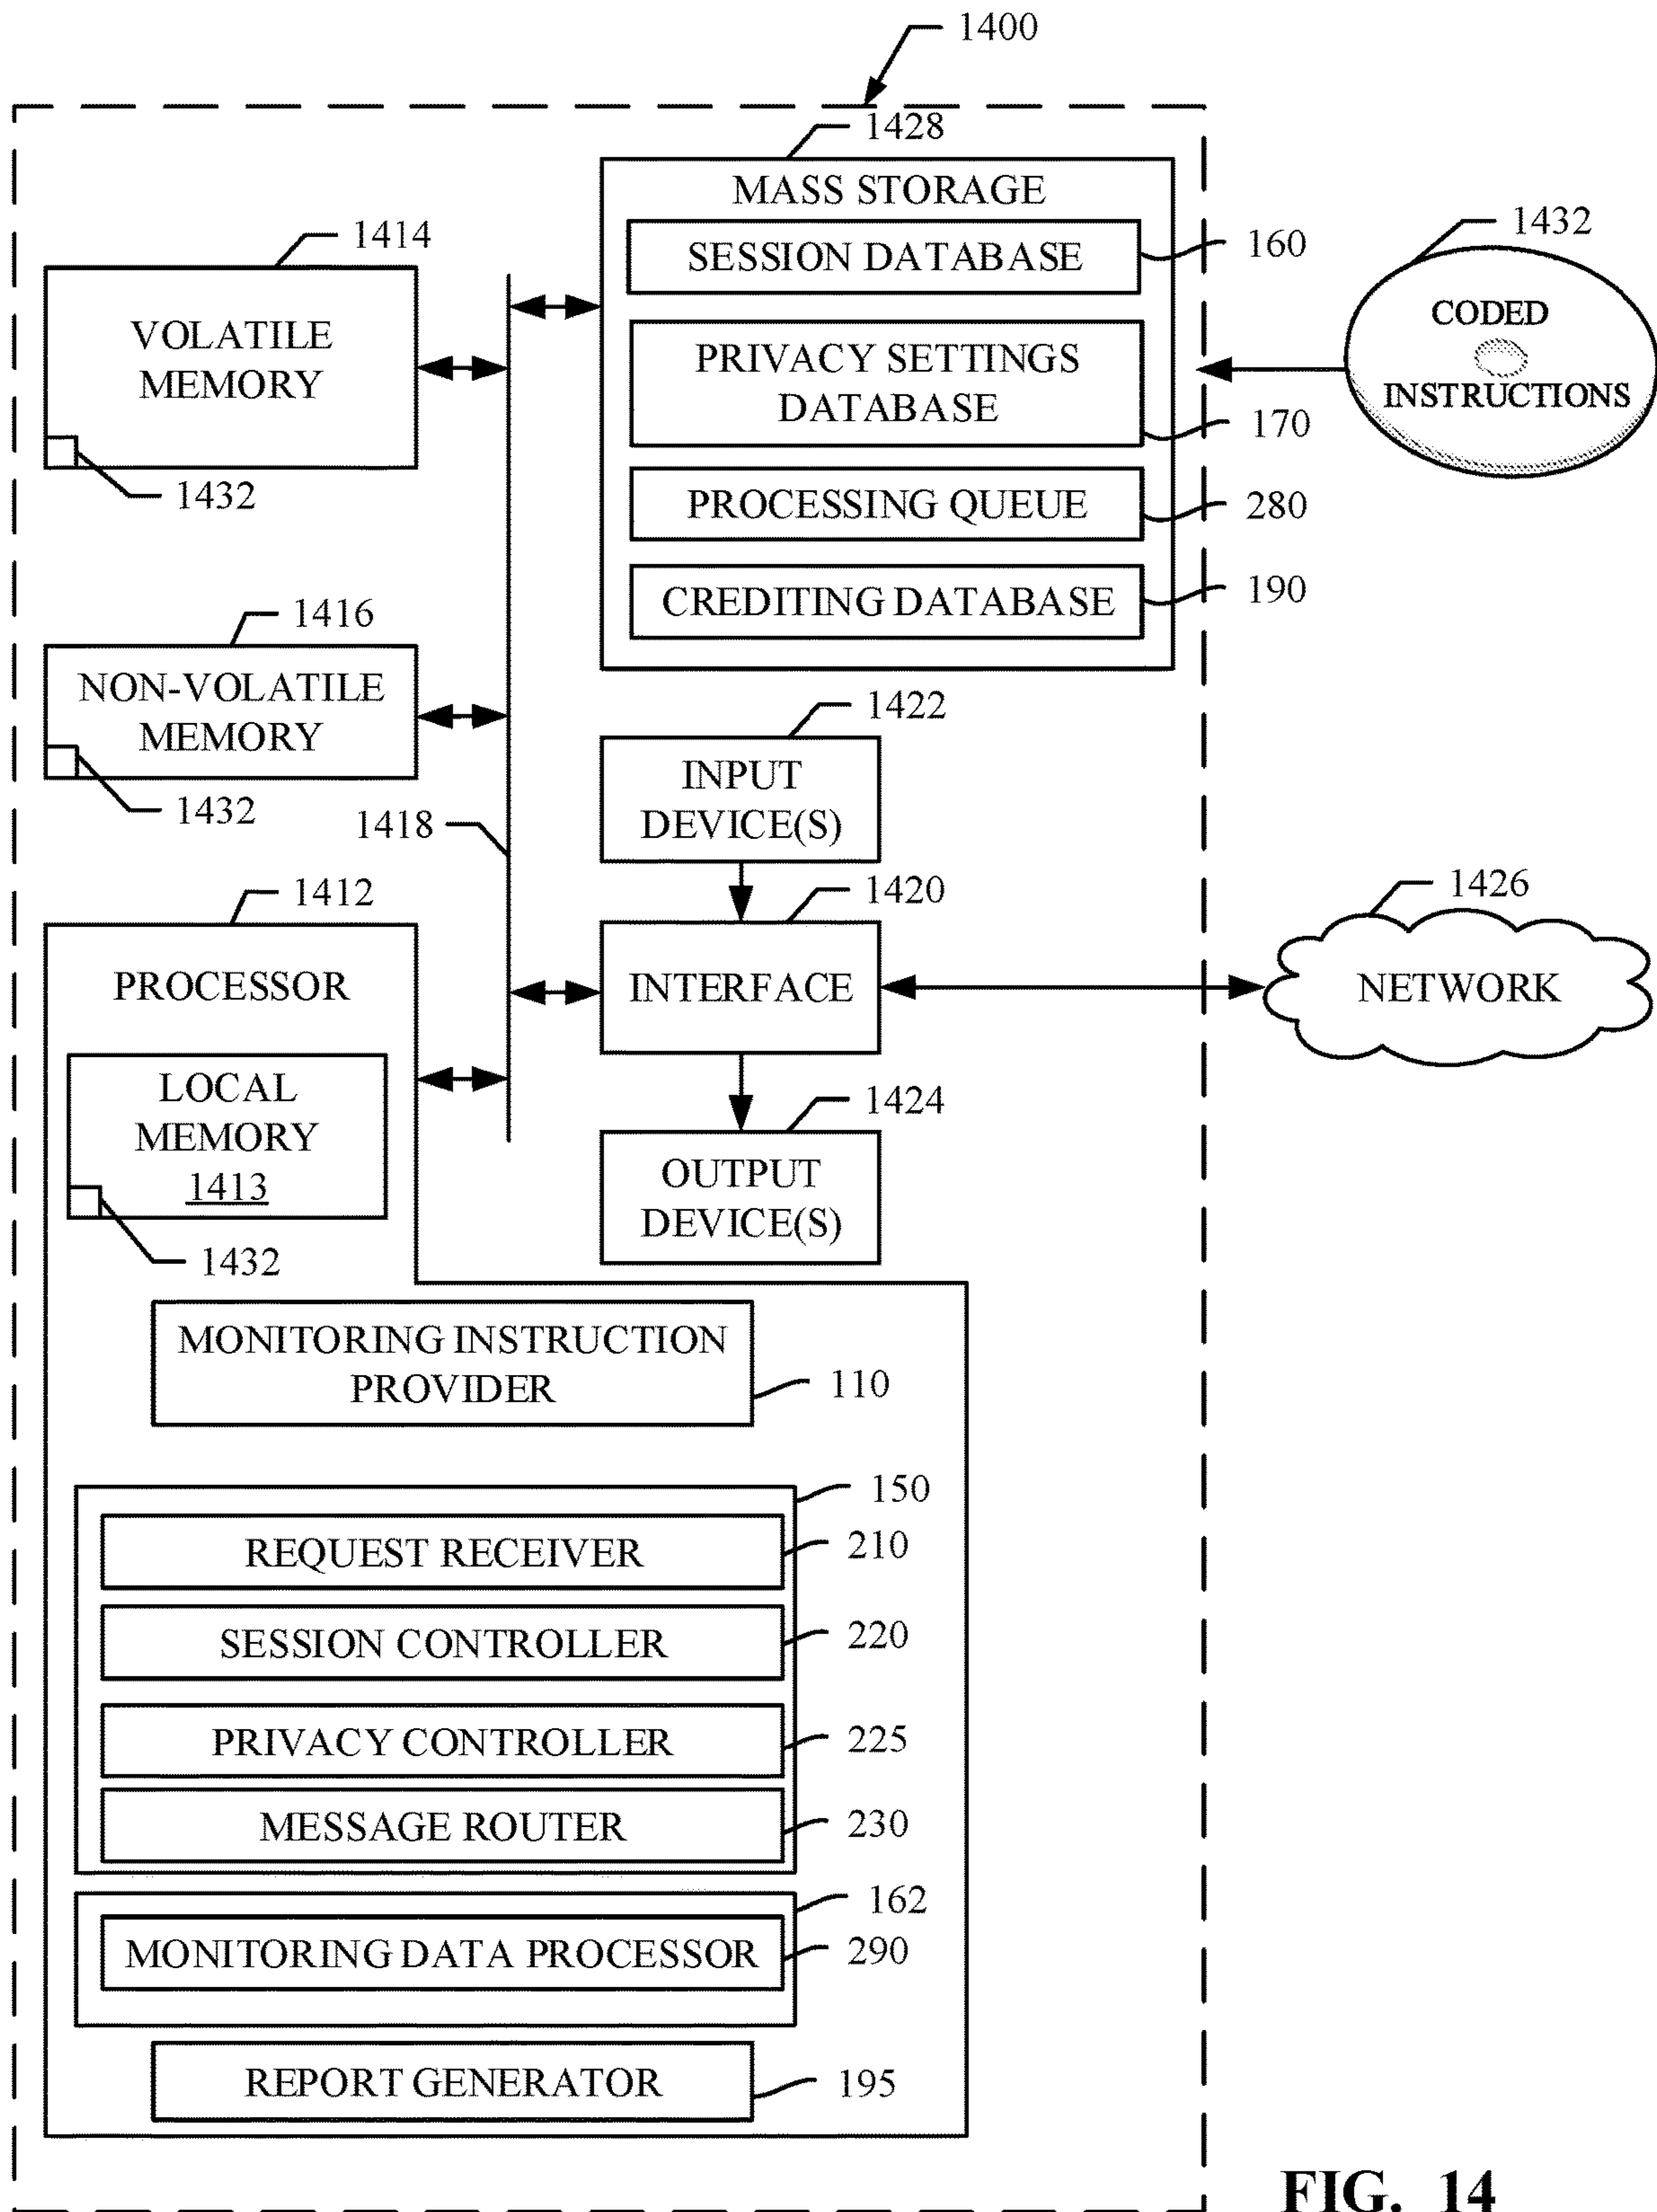 1400
1428
MASS STORAGE
SESSION DATABASE
160
PRIVACY SETTINGS
DATABASE
170
PROCESSING QUEUE
280
CREDITING DATABASE
190
1432
CODED
INSTRUCTIONS
1414
VOLATILE
MEMORY
1432
1416
NON-VOLATILE
MEMORY
1432
1418
1422
INPUT
DEVICE(S)
1420
INTERFACE
1426
NETWORK
1424
OUTPUT
DEVICE(S)
1412
PROCESSOR
LOCAL
MEMORY
1413
1432
MONITORING INSTRUCTION
PROVIDER
110
150
REQUEST RECEIVER
210
SESSION CONTROLLER
220
PRIVACY CONTROLLER
225
MESSAGE ROUTER
230
162
MONITORING DATA PROCESSOR
290
REPORT GENERATOR
195
FIG. 14